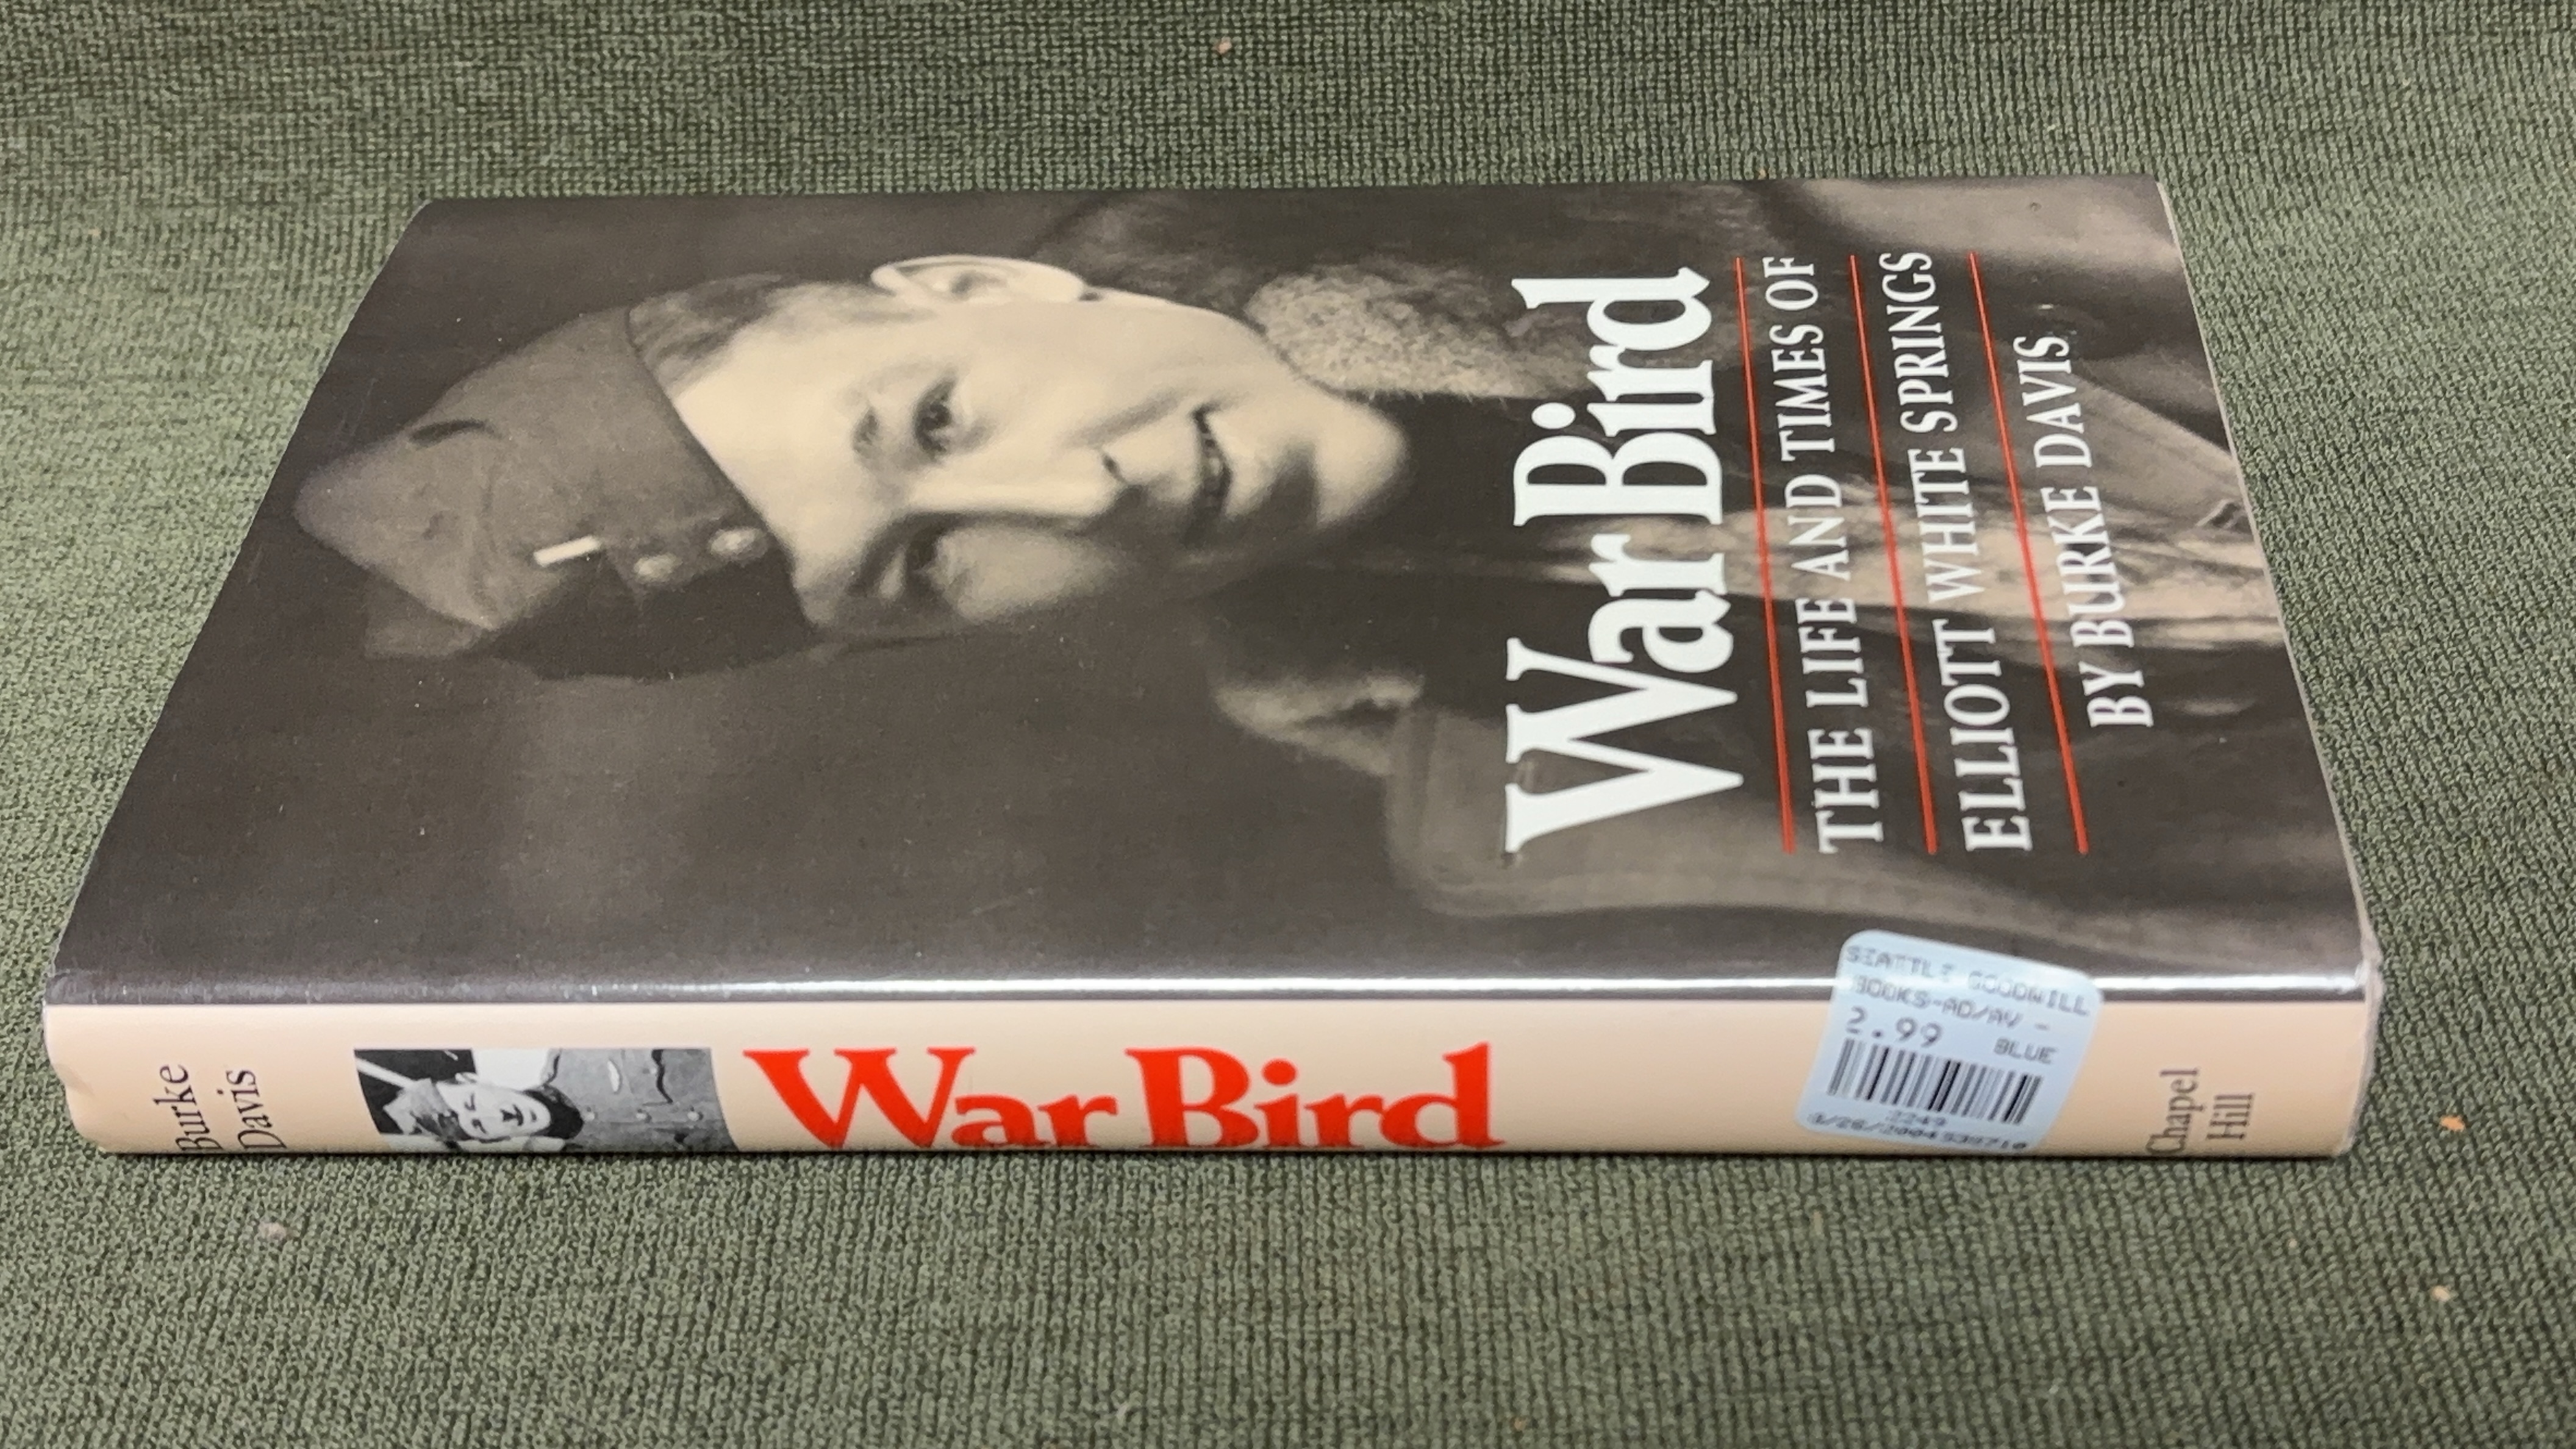 War Bird
THE LIFE AND TIMES OF
ELLIOTT WHITE SPRINGS
BY BURKE DAVIS
Burke
Davis
War Bird
SEATTLE GOODWILL
BOOKS-AD/AV -
2.99 BLUE
2249
Chapel
Hill